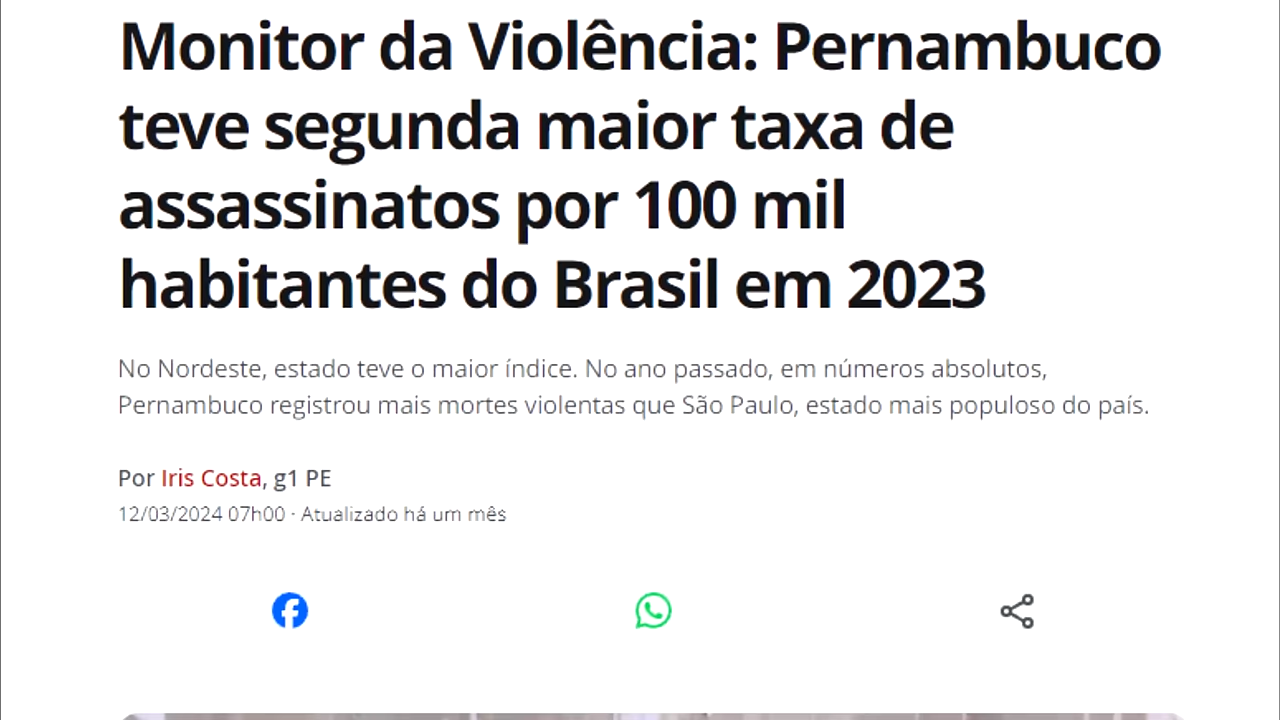 Monitor da Violência: Pernambuco
teve segunda maior taxa de
assassinatos por 100 mil
habitantes do Brasil em 2023
No Nordeste, estado teve o maior índice. No ano passado, em números absolutos,
Pernambuco registrou mais mortes violentas que São Paulo, estado mais populoso do país.
Por Iris Costa, g1 PE
12/03/2024 07h00 · Atualizado há um mês